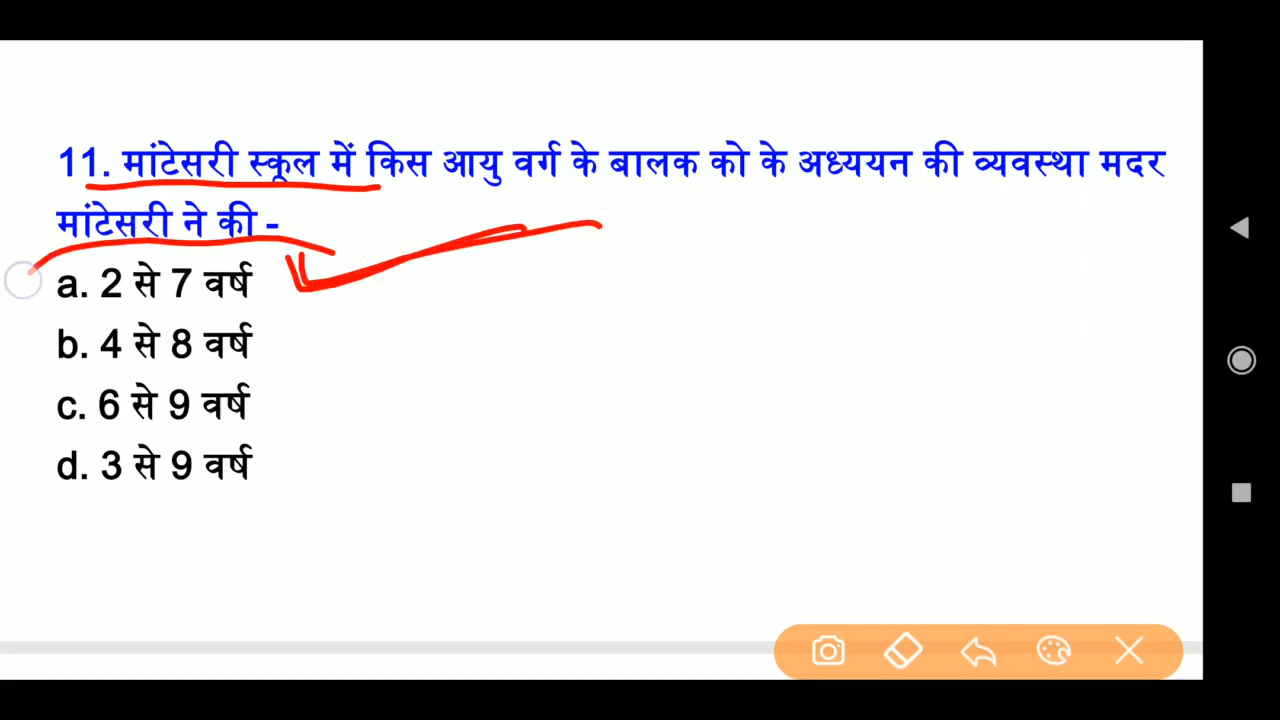 11. मांटेसरी स्कूल में किस आयु वर्ग के बालक को के अध्ययन की व्यवस्था मदर
मांटेसरी ने की -
a. 2 से 7 वर्ष
b. 4 से 8 वर्ष
c. 6 से 9 वर्ष
d. 3 से 9 वर्ष